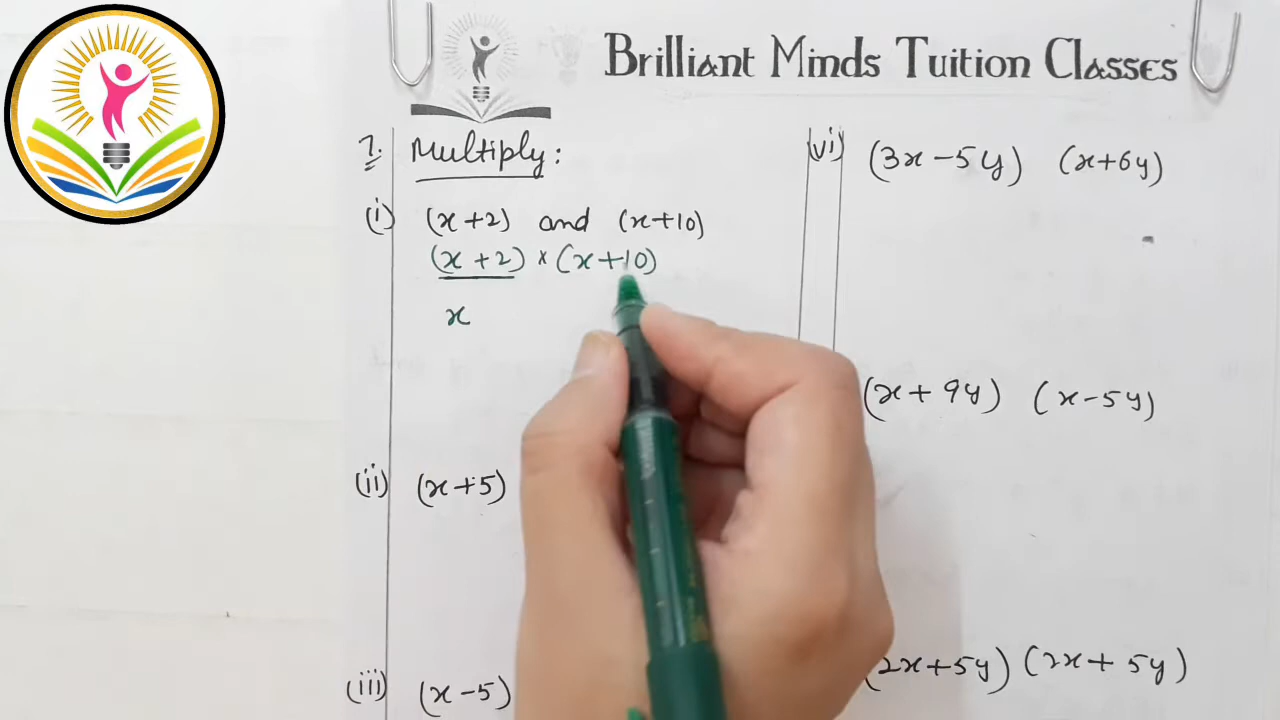 Brilliant Minds Tuition Classes
7. Multiply:
(i) (x+2) and (x+10)
(x+2) × (x+10)
x
(ii) (x+5)
(iii) (x-5)
(vi) (3x-5y) (x+6y)
(x+9y) (x-5y)
(2x+5y) (2x+5y)